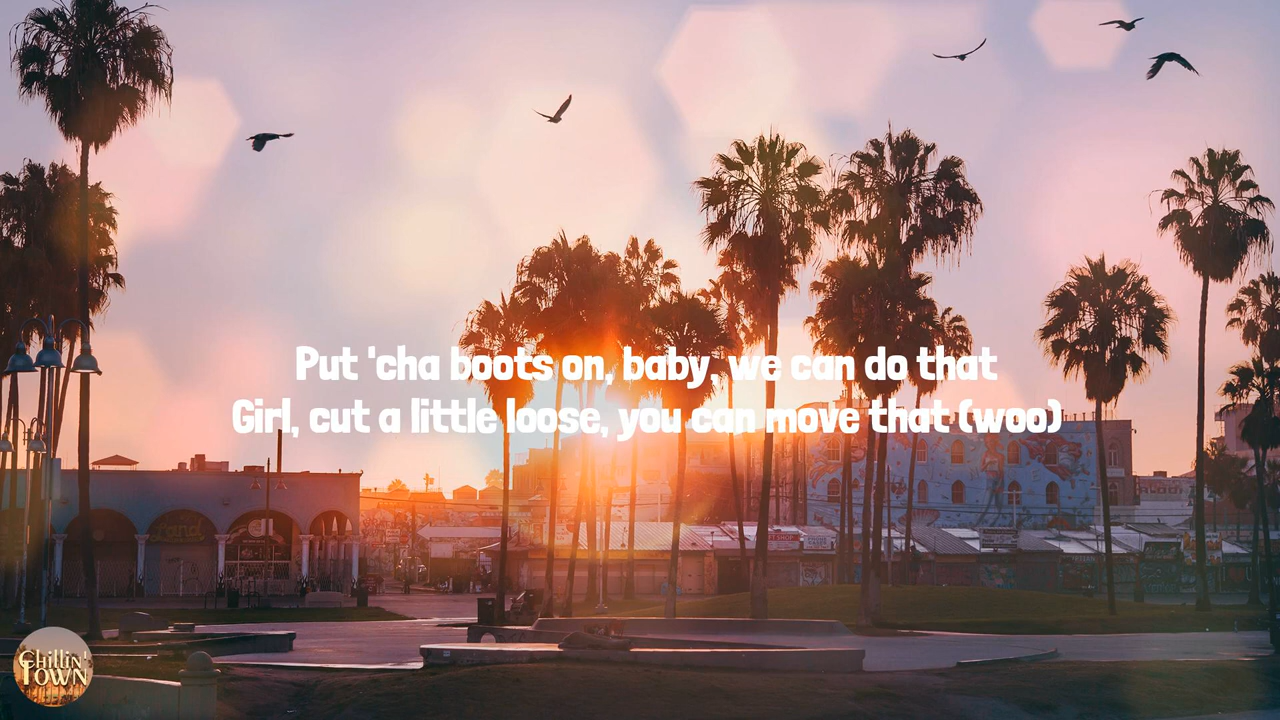 Put 'cha boots on, baby, we can do that
Girl, cut a little loose, you can move that (woo)
Chillin'
TOWN